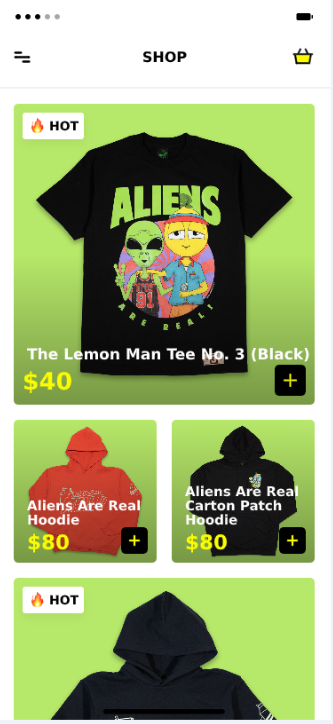 SHOP
HOT
ALIENS
ARE REAL!
The Lemon Man Tee No. 3 (Black)
$40
Aliens Are Real
Hoodie
$80
Aliens Are Real
Carton Patch
Hoodie
$80
HOT